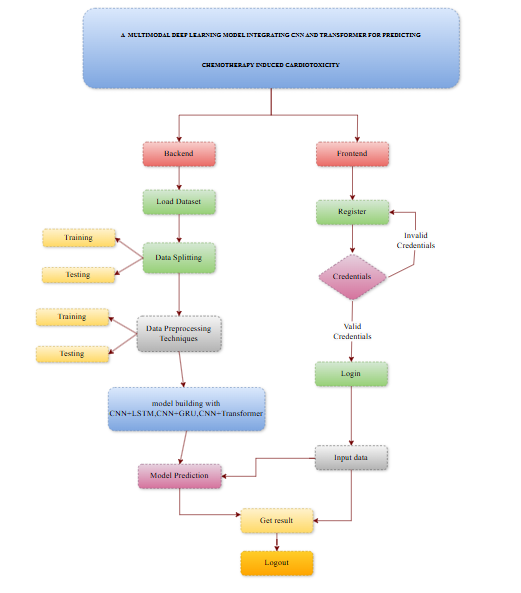 A MULTIMODAL DEEP LEARNING MODEL INTEGRATING CNN AND TRANSFORMER FOR PREDICTING
CHEMOTHERAPY INDUCED CARDIOTOXICITY
Backend
Frontend
Load Dataset
Register
Training
Invalid
Credentials
Data Splitting
Testing
Credentials
Training
Data Preprocessing
Techniques
Valid
Credentials
Testing
Login
model building with
CNN+LSTM,CNN+GRU,CNN+Transformer
Input data
Model Prediction
Get result
Logout